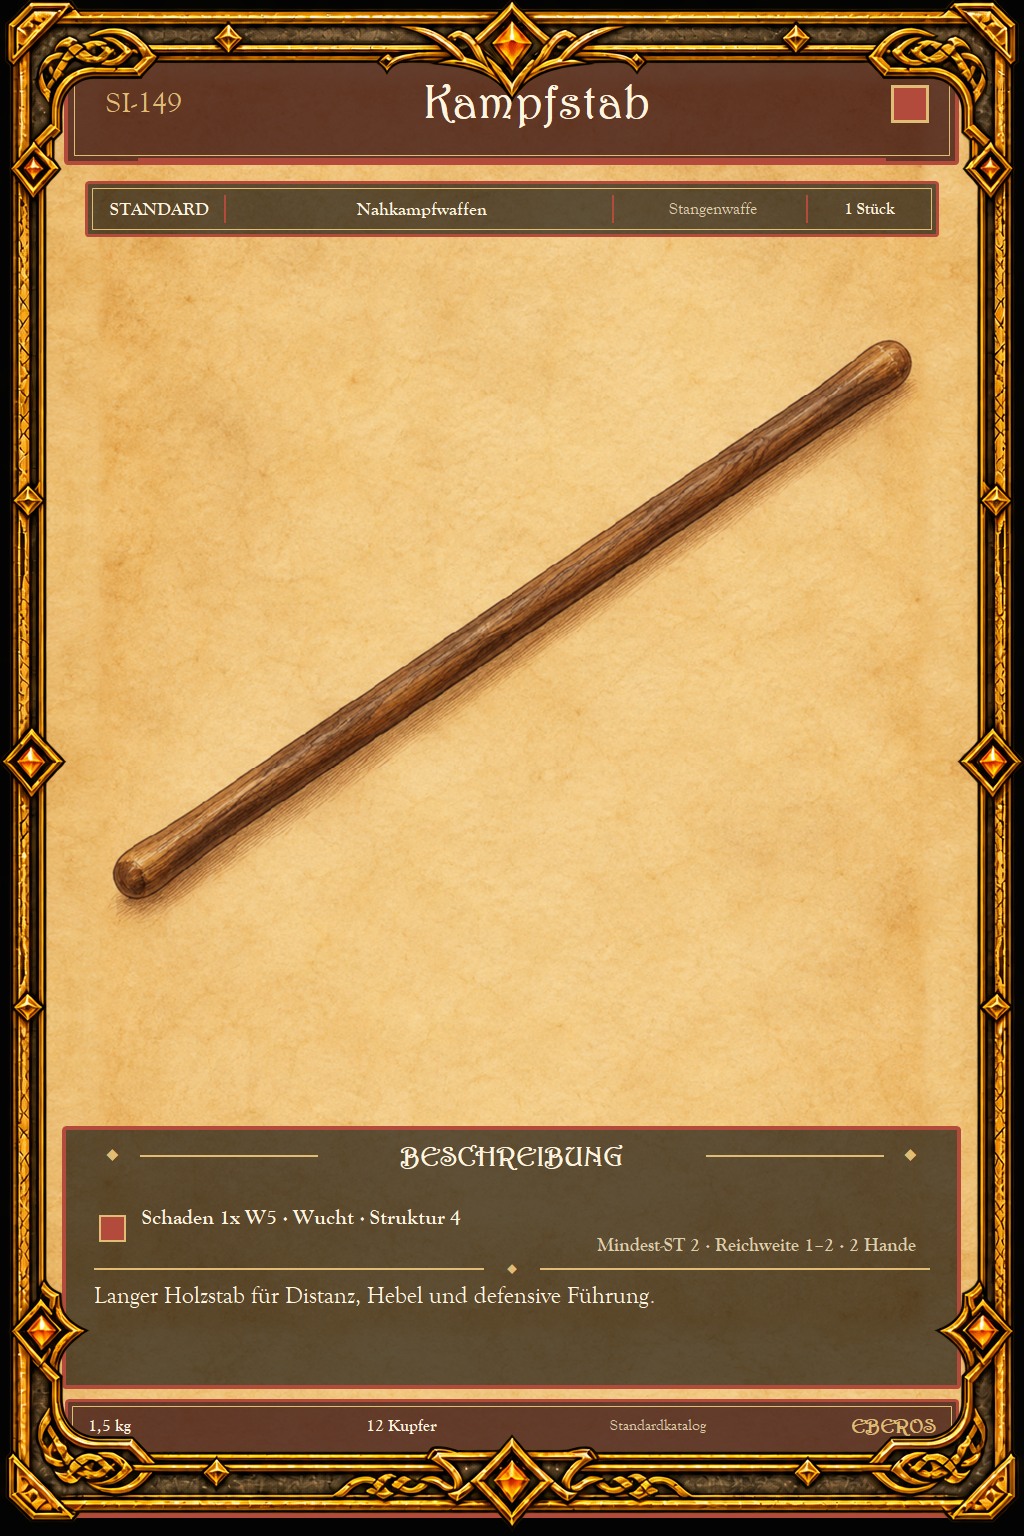 SI-149
Kampfstab
STANDARD Nahkampfwaffen Stangenwaffe 1 Stück
BESCHREIBUNG
Schaden 1x W5 · Wucht · Struktur 4
Mindest-ST 2 · Reichweite 1–2 · 2 Hande
Langer Holzstab für Distanz, Hebel und defensive Führung.
1,5 kg 12 Kupfer Standardkatalog EBEROS